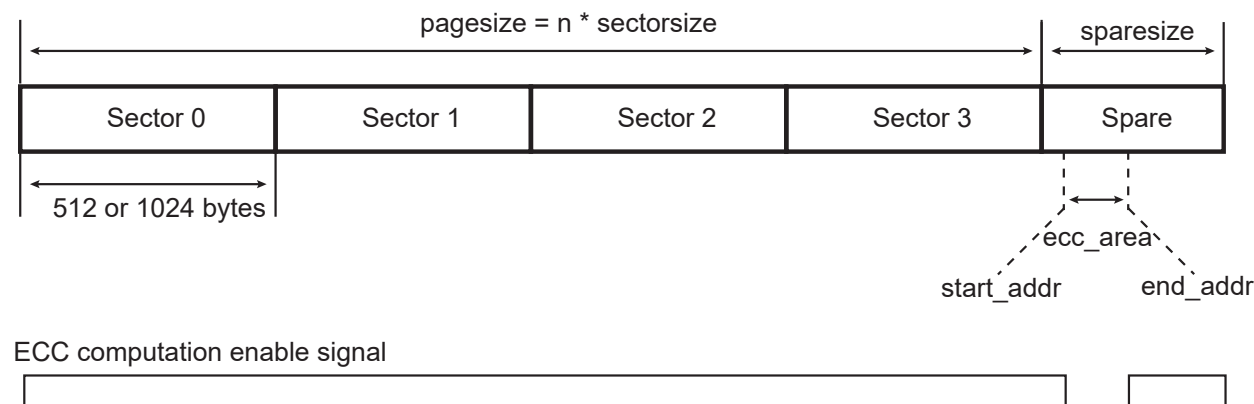 pagesize = n * sectorsize
sparesize
Sector 0
Sector 1
Sector 2
Sector 3
Spare
512 or 1024 bytes
ecc_area
start_addr
end_addr
ECC computation enable signal